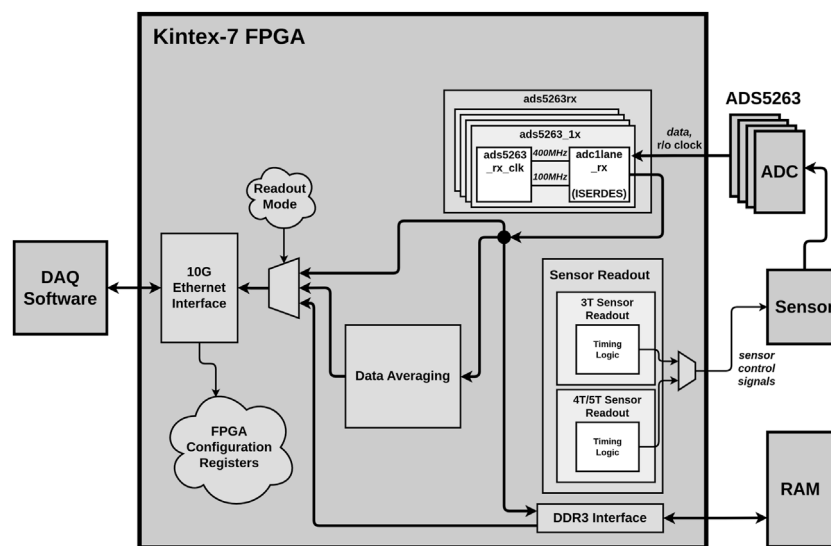 Kintex-7 FPGA
ads5263rx
ads5263_1x
ads5263
_rx_clk
400MHz
100MHz
adc1lane
_rx
(ISERDES)
data,
r/o clock
ADS5263
ADC
Readout
Mode
DAQ
Software
10G
Ethernet
Interface
Data Averaging
FPGA
Configuration
Registers
Sensor Readout
3T Sensor
Readout
Timing
Logic
4T/5T Sensor
Readout
Timing
Logic
Sensor
sensor
control
signals
DDR3 Interface
RAM